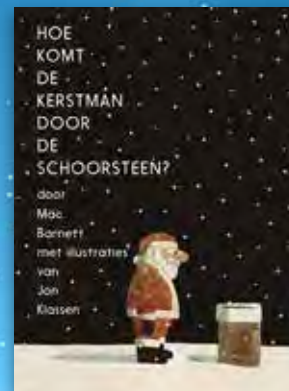 HOE
KOMT
DE
KERSTMAN
DOOR
DE
SCHOORSTEEN?
door
Mac
Barnett
met illustraties
van
Jon
Klassen